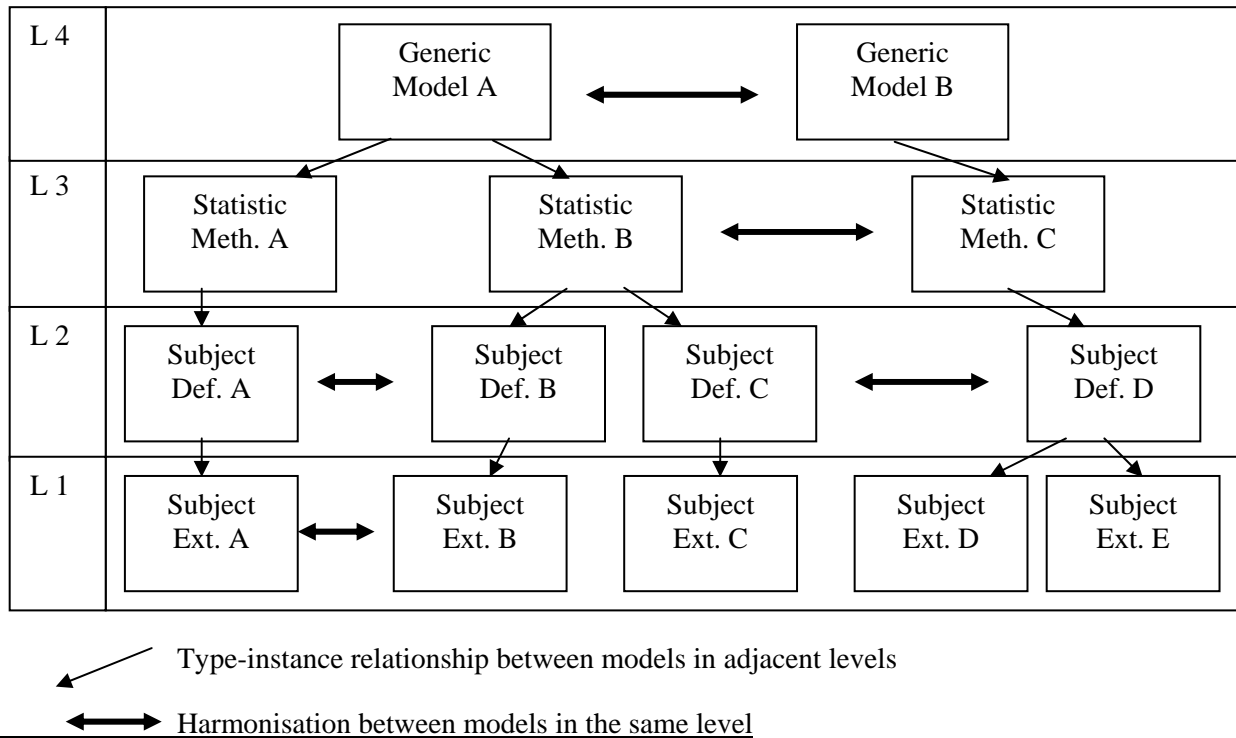 L 4
Generic
Model A
Generic
Model B
L 3
Statistic
Meth. A
Statistic
Meth. B
Statistic
Meth. C
L 2
Subject
Def. A
Subject
Def. B
Subject
Def. C
Subject
Def. D
L 1
Subject
Ext. A
Subject
Ext. B
Subject
Ext. C
Subject
Ext. D
Subject
Ext. E
Type-instance relationship between models in adjacent levels
Harmonisation between models in the same level